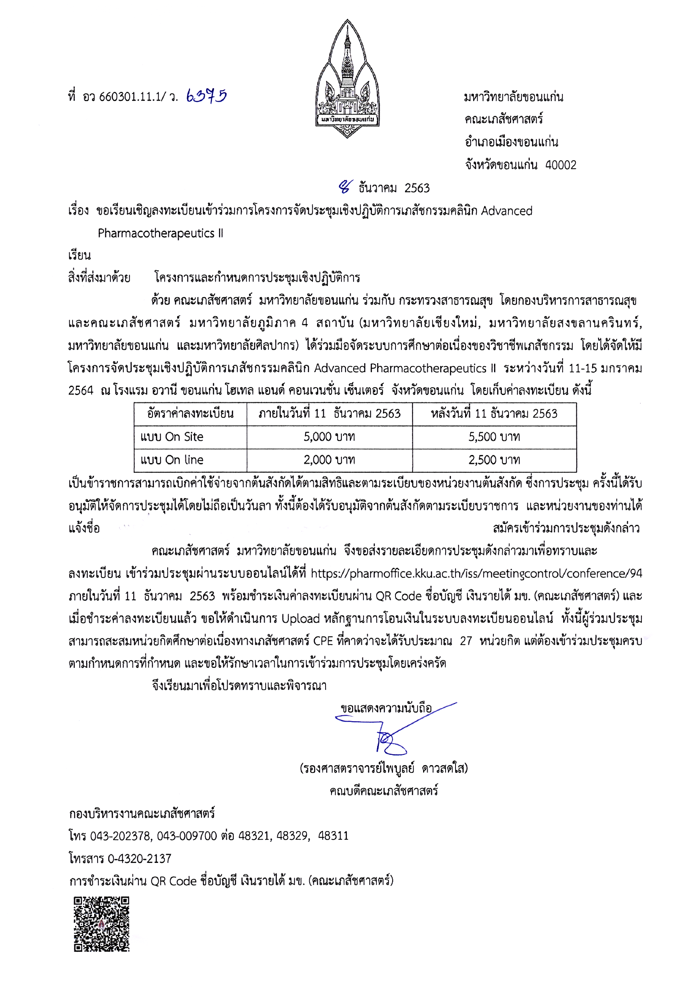 มหาวิทยาลัยขอนแก่น
ที่ อว 660301.11.1/ ว. 6375
มหาวิทยาลัยขอนแก่น
คณะเภสัชศาสตร์
อำเภอเมืองขอนแก่น
จังหวัดขอนแก่น 40002
ธันวาคม 2563
เรื่อง ขอเรียนเชิญลงทะเบียนเข้าร่วมการโครงการจัดประชุมเชิงปฏิบัติการเภสัชกรรมคลินิก Advanced
Pharmacotherapeutics II
เรียน
สิ่งที่ส่งมาด้วย โครงการและกำหนดการประชุมเชิงปฏิบัติการ
ด้วย คณะเภสัชศาสตร์ มหาวิทยาลัยขอนแก่น ร่วมกับ กระทรวงสาธารณสุข โดยกองบริหารการสาธารณสุข
และคณะเภสัชศาสตร์ มหาวิทยาลัยภูมิภาค 4 สถาบัน (มหาวิทยาลัยเชียงใหม่, มหาวิทยาลัยสงขลานครินทร์,
มหาวิทยาลัยขอนแก่น และมหาวิทยาลัยศิลปากร) ได้ร่วมมือจัดระบบการศึกษาต่อเนื่องของวิชาชีพเภสัชกรรม โดยได้จัดให้มี
โครงการจัดประชุมเชิงปฏิบัติการเภสัชกรรมคลินิก Advanced Pharmacotherapeutics II ระหว่างวันที่ 11-15 มกราคม
2564 ณ โรงแรม อวานี ขอนแก่น โฮเทล แอนด์ คอนเวนชั่น เซ็นเตอร์ จังหวัดขอนแก่น โดยเก็บค่าลงทะเบียน ดังนี้
อัตราค่าลงทะเบียน ภายในวันที่ 11 ธันวาคม 2563 หลังวันที่ 11 ธันวาคม 2563
แบบ On Site 5,000 บาท 5,500 บาท
แบบ On line 2,000 บาท 2,500 บาท
เป็นข้าราชการสามารถเบิกค่าใช้จ่ายจากต้นสังกัดได้ตามสิทธิและตามระเบียบของหน่วยงานต้นสังกัด ซึ่งการประชุม ครั้งนี้ได้รับ
อนุมัติให้จัดการประชุมได้โดยไม่ถือเป็นวันลา ทั้งนี้ต้องได้รับอนุมัติจากต้นสังกัดตามระเบียบราชการ และหน่วยงานของท่านได้
แจ้งชื่อ สมัครเข้าร่วมการประชุมดังกล่าว
คณะเภสัชศาสตร์ มหาวิทยาลัยขอนแก่น จึงขอส่งรายละเอียดการประชุมดังกล่าวมาเพื่อทราบและ
ลงทะเบียน เข้าร่วมประชุมผ่านระบบออนไลน์ได้ที่ https://pharmoffice.kku.ac.th/iss/meetingcontrol/conference/94
ภายในวันที่ 11 ธันวาคม 2563 พร้อมชำระเงินค่าลงทะเบียนผ่าน QR Code ชื่อบัญชี เงินรายได้ มข. (คณะเภสัชศาสตร์) และ
เมื่อชำระค่าลงทะเบียนแล้ว ขอให้ดำเนินการ Upload หลักฐานการโอนเงินในระบบลงทะเบียนออนไลน์ ทั้งนี้ผู้ร่วมประชุม
สามารถสะสมหน่วยกิตศึกษาต่อเนื่องทางเภสัชศาสตร์ CPE ที่คาดว่าจะได้รับประมาณ 27 หน่วยกิต แต่ต้องเข้าร่วมประชุมครบ
ตามกำหนดการที่กำหนด และขอให้รักษาเวลาในการเข้าร่วมการประชุมโดยเคร่งครัด
จึงเรียนมาเพื่อโปรดทราบและพิจารณา
ขอแสดงความนับถือ
(รองศาสตราจารย์ไพบูลย์ ดาวสดใส)
คณบดีคณะเภสัชศาสตร์
กองบริหารงานคณะเภสัชศาสตร์
โทร 043-202378, 043-009700 ต่อ 48321, 48329, 48311
โทรสาร 0-4320-2137
การชำระเงินผ่าน QR Code ชื่อบัญชี เงินรายได้ มข. (คณะเภสัชศาสตร์)